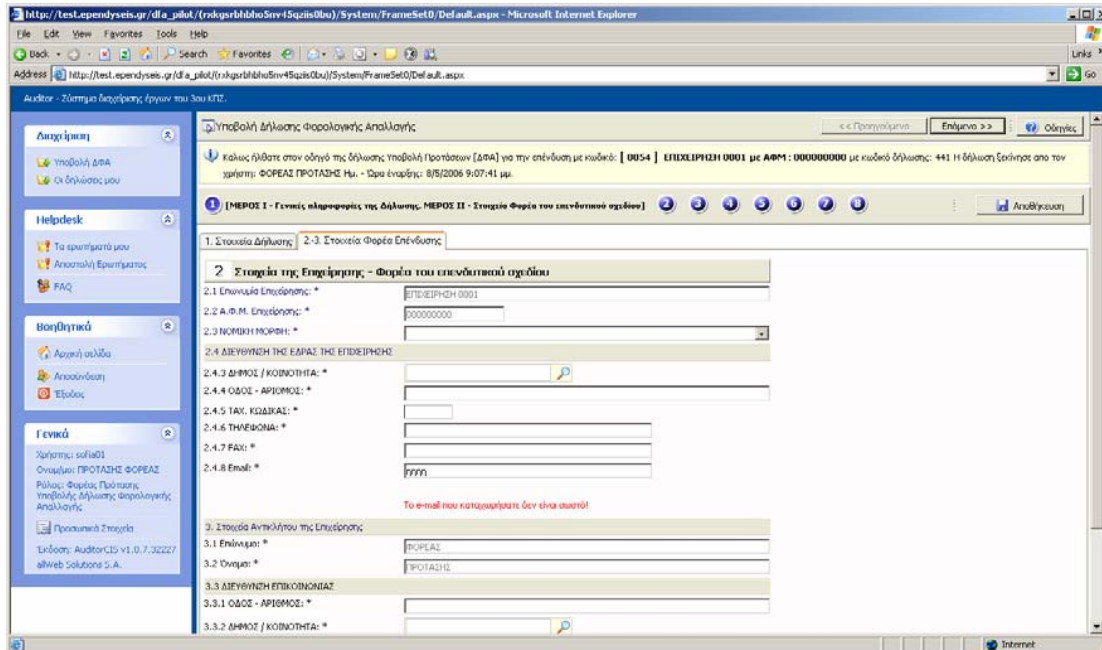 http://test.ependyseis.gr/dfa_pilot/(rxkgsrbhbho5nv45qziis0bu)/System/FrameSet0/Default.aspx - Microsoft Internet Explorer
File Edit View Favorites Tools Help
Back Search Favorites Links
Address http://test.ependyseis.gr/dfa_pilot/(rxkgsrbhbho5nv45qziis0bu)/System/FrameSet0/Default.aspx Go
Auditor - Σύστημα διαχείρισης έργων του 3ου ΚΠΣ.
Διαχείριση
Υποβολή ΔΦΑ
Οι δηλώσεις μου
Helpdesk
Τα ερωτήματά μου
Αποστολή Ερωτήματος
FAQ
Βοηθητικά
Αρχική σελίδα
Αποσύνδεση
Έξοδος
Γενικά
Χρήστης: sofia01
Ονομ/μο: ΠΡΟΤΑΣΗΣ ΦΟΡΕΑΣ
Ρόλος: Φορέας Πρότασης
Υποβολής Δήλωσης Φορολογικής
Απαλλαγής
Προσωπικά Στοιχεία
Έκδοση: AuditorCIS v1.0.7.32227
allWeb Solutions S.A.
Υποβολή Δήλωσης Φορολογικής Απαλλαγής << Προηγούμενο Επόμενο >> Οδηγίες
Καλως ήλθατε στον οδηγό της δήλωσης Υποβολή Προτάσεων [ΔΦΑ] για την επένδυση με κωδικό: [ 0054 ] ΕΠΙΧΕΙΡΗΣΗ 0001 με ΑΦΜ : 000000000 με κωδικό δήλωσης: 441 Η δήλωση ξεκίνησε απο τον
χρήστη: ΦΟΡΕΑΣ ΠΡΟΤΑΣΗΣ Ημ. - Ώρα έναρξης: 8/5/2006 9:07:41 μμ.
1 [ΜΕΡΟΣ Ι - Γενικές πληροφορίες της Δήλωσης. ΜΕΡΟΣ ΙΙ - Στοιχεία Φορέα του επενδυτικού σχεδίου] 2 3 4 5 6 7 8 Αποθήκευση
1. Στοιχεία Δήλωσης 2.-3. Στοιχεία Φορέα Επένδυσης
2 Στοιχεία της Επιχείρησης - Φορέα του επενδυτικού σχεδίου
2.1 Επωνυμία Επιχείρησης: * ΕΠΙΧΕΙΡΗΣΗ 0001
2.2 Α.Φ.Μ. Επιχείρησης: * 000000000
2.3 ΝΟΜΙΚΗ ΜΟΡΦΗ: *
2.4 ΔΙΕΥΘΥΝΣΗ ΤΗΣ ΕΔΡΑΣ ΤΗΣ ΕΠΙΧΕΙΡΗΣΗΣ
2.4.3 ΔΗΜΟΣ / ΚΟΙΝΟΤΗΤΑ: *
2.4.4 ΟΔΟΣ - ΑΡΙΘΜΟΣ: *
2.4.5 ΤΑΧ. ΚΩΔΙΚΑΣ: *
2.4.6 ΤΗΛΕΦΩΝΑ: *
2.4.7 FAX: *
2.4.8 Email: * nnnn
Το e-mail που καταχωρήσατε δεν είναι σωστό!
3. Στοιχεία Αντικλήτου της Επιχείρησης
3.1 Επώνυμο: * ΦΟΡΕΑΣ
3.2 Όνομα: * ΠΡΟΤΑΣΗΣ
3.3 ΔΙΕΥΘΥΝΣΗ ΕΠΙΚΟΙΝΩΝΙΑΣ
3.3.1 ΟΔΟΣ - ΑΡΙΘΜΟΣ: *
3.3.2 ΔΗΜΟΣ / ΚΟΙΝΟΤΗΤΑ: *
Internet